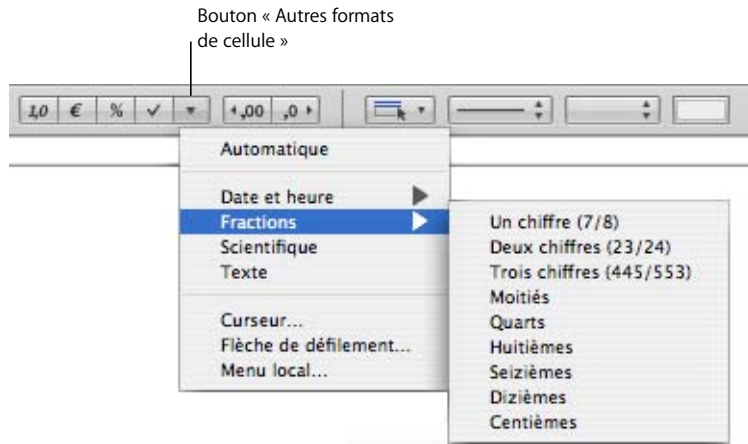 Bouton « Autres formats
de cellule »
1,0 € % ✓ ,00 ,0
Automatique
Date et heure
Fractions
Scientifique
Texte
Curseur...
Flèche de défilement...
Menu local...
Un chiffre (7/8)
Deux chiffres (23/24)
Trois chiffres (445/553)
Moitiés
Quarts
Huitièmes
Seizièmes
Dizièmes
Centièmes